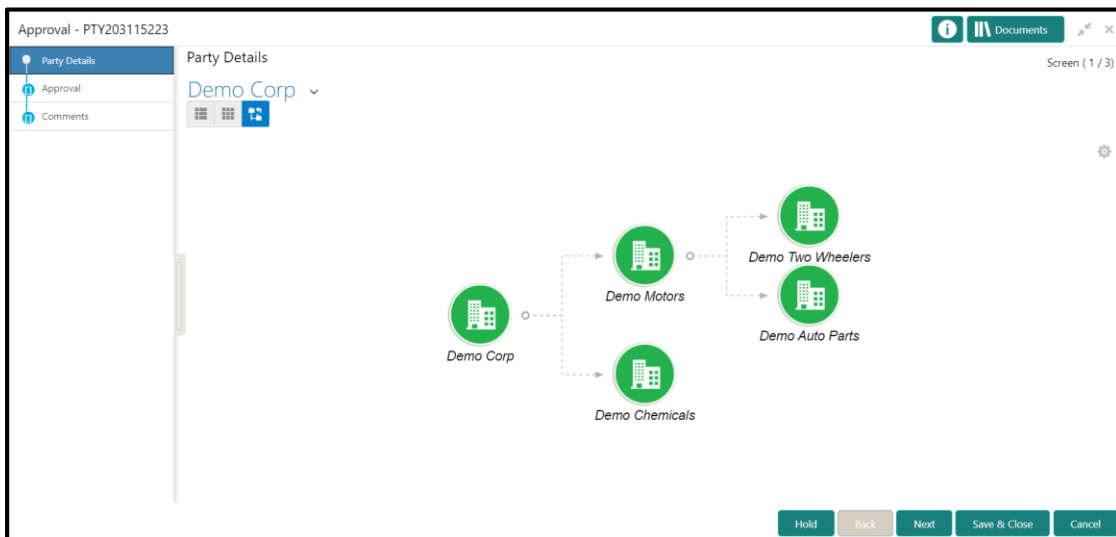 Approval - PTY203115223
Documents
Party Details
Approval
Comments
Party Details
Screen ( 1 / 3)
Demo Corp
Demo Two Wheelers
Demo Motors
Demo Auto Parts
Demo Corp
Demo Chemicals
Hold
Back
Next
Save & Close
Cancel